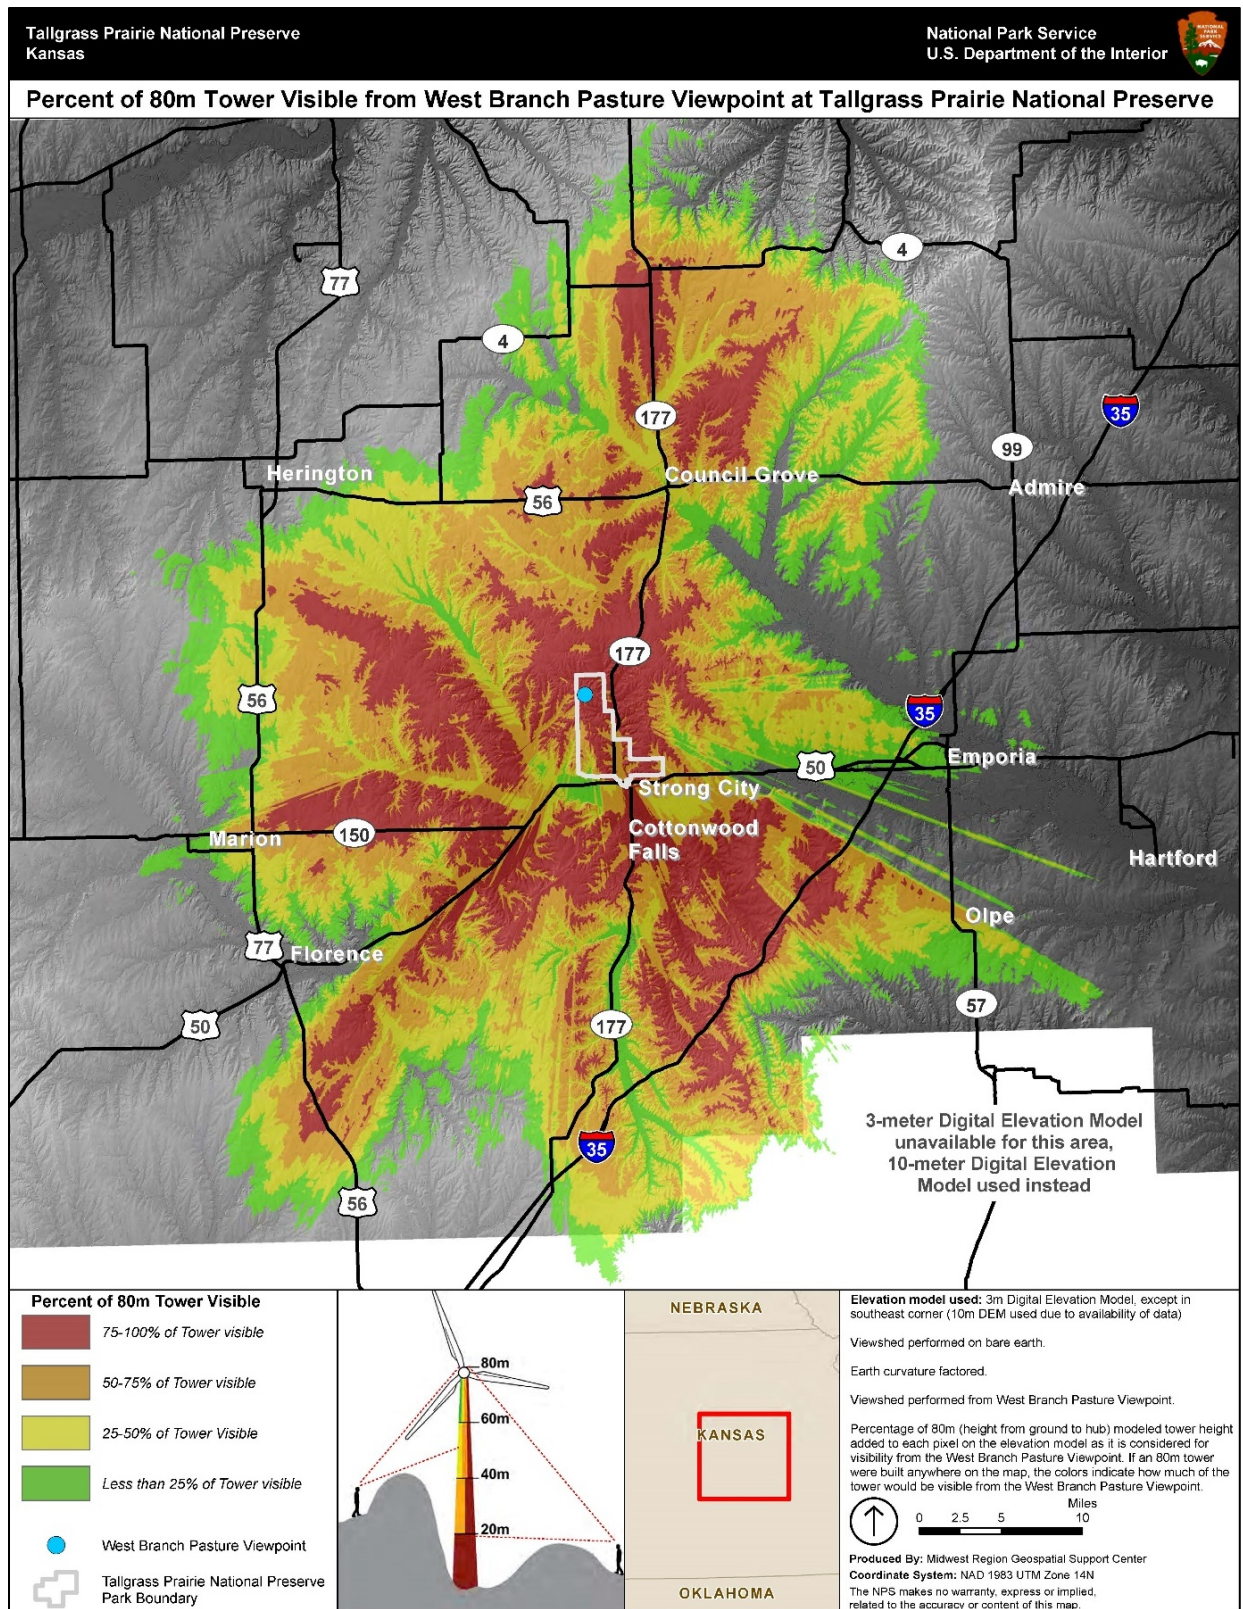 Tallgrass Prairie National Preserve
Kansas
National Park Service
U.S. Department of the Interior
NATIONAL
PARK
SERVICE
Percent of 80m Tower Visible from West Branch Pasture Viewpoint at Tallgrass Prairie National Preserve
4
77
4
35
177
99
Herington
Council Grove
Admire
56
177
56
35
Emporia
50
Strong City
Marion
150
Cottonwood
Falls
Hartford
Olpe
77
Florence
57
50
177
3-meter Digital Elevation Model
unavailable for this area,
10-meter Digital Elevation
Model used instead
35
56
Percent of 80m Tower Visible
75-100% of Tower visible
50-75% of Tower visible
25-50% of Tower Visible
Less than 25% of Tower visible
West Branch Pasture Viewpoint
Tallgrass Prairie National Preserve
Park Boundary
80m
60m
40m
20m
NEBRASKA
KANSAS
OKLAHOMA
Elevation model used: 3m Digital Elevation Model, except in
southeast corner (10m DEM used due to availability of data)
Viewshed performed on bare earth.
Earth curvature factored.
Viewshed performed from West Branch Pasture Viewpoint.
Percentage of 80m (height from ground to hub) modeled tower height
added to each pixel on the elevation model as it is considered for
visibility from the West Branch Pasture Viewpoint. If an 80m tower
were built anywhere on the map, the colors indicate how much of the
tower would be visible from the West Branch Pasture Viewpoint.
Miles
0 2.5 5 10
Produced By: Midwest Region Geospatial Support Center
Coordinate System: NAD 1983 UTM Zone 14N
The NPS makes no warranty, express or implied,
related to the accuracy or content of this map.